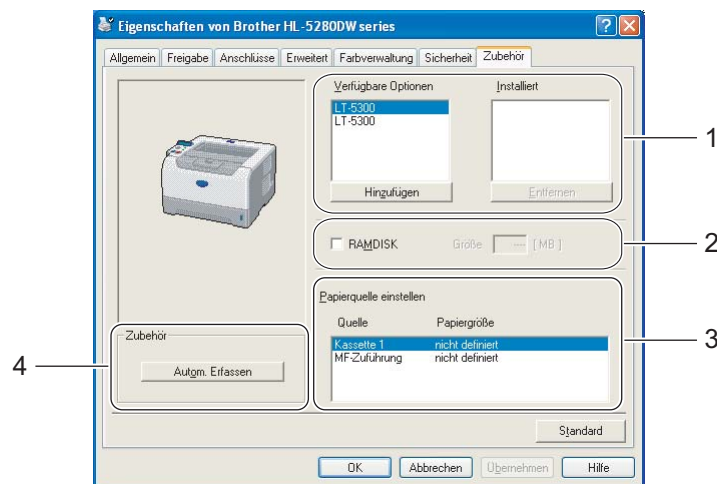 Eigenschaften von Brother HL-5280DW series
Allgemein Freigabe Anschlüsse Erweitert Farbverwaltung Sicherheit Zubehör
Verfügbare Optionen Installiert
LT-5300
LT-5300
1
Hinzufügen Entfernen
RAMDISK Größe --- [ MB ]
2
Papierquelle einstellen
Quelle Papiergröße
Kassette 1 nicht definiert
MF-Zuführung nicht definiert
3
Zubehör
Autom. Erfassen
4
Standard
OK Abbrechen Übernehmen Hilfe